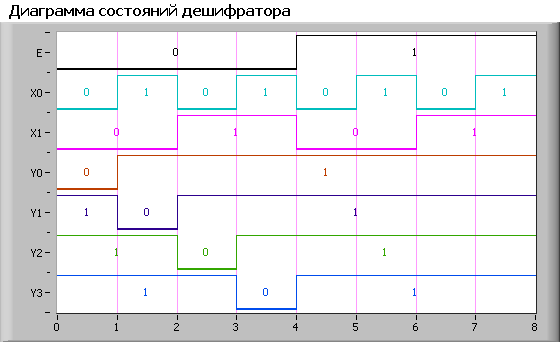 Диаграмма состояний дешифратора
E 0 1
X0 0 1 0 1 0 1 0 1
X1 0 1 0 1
Y0 0 1
Y1 1 0 1
Y2 1 0 1
Y3 1 0 1
0 1 2 3 4 5 6 7 8